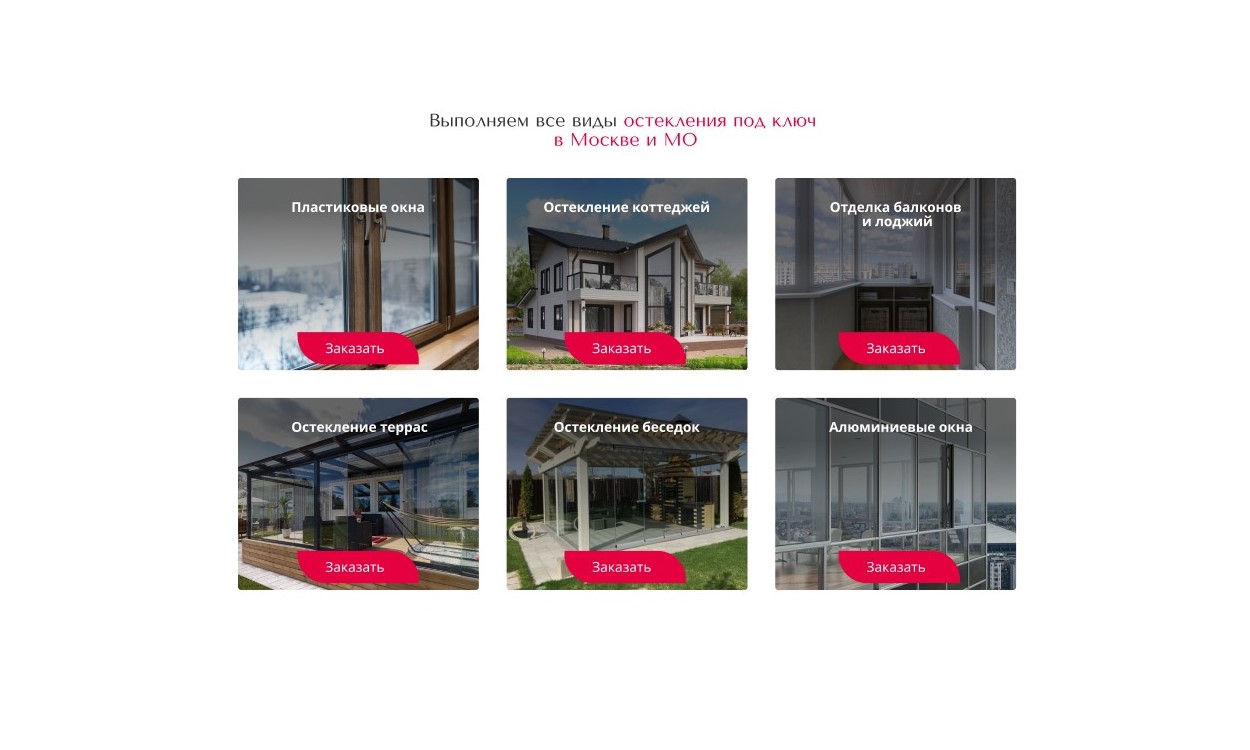 Выполняем все виды остекления под ключ
в Москве и МО
Пластиковые окна
Остекление коттеджей
Отделка балконов
и лоджий
Заказать
Заказать
Заказать
Остекление террас
Остекление беседок
Алюминиевые окна
Заказать
Заказать
Заказать